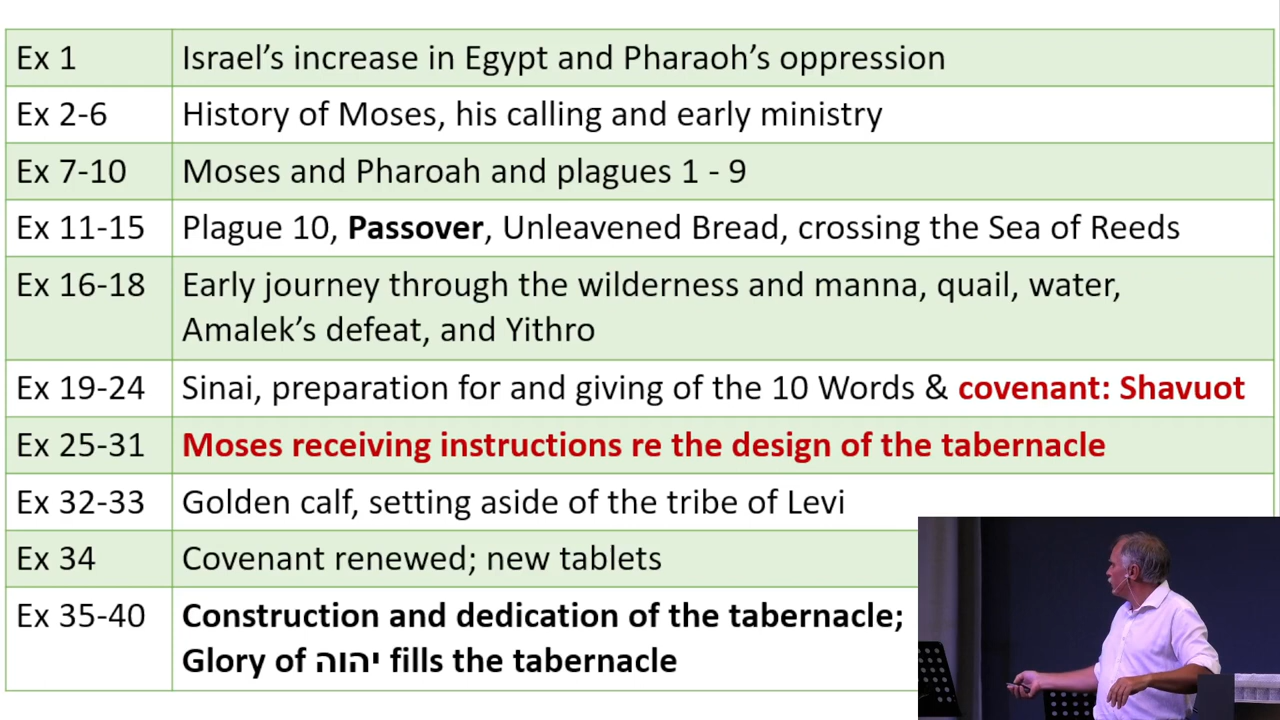 Ex 1 Israel’s increase in Egypt and Pharaoh’s oppression
Ex 2-6 History of Moses, his calling and early ministry
Ex 7-10 Moses and Pharoah and plagues 1 - 9
Ex 11-15 Plague 10, Passover, Unleavened Bread, crossing the Sea of Reeds
Ex 16-18 Early journey through the wilderness and manna, quail, water,
Amalek’s defeat, and Yithro
Ex 19-24 Sinai, preparation for and giving of the 10 Words & covenant: Shavuot
Ex 25-31 Moses receiving instructions re the design of the tabernacle
Ex 32-33 Golden calf, setting aside of the tribe of Levi
Ex 34 Covenant renewed; new tablets
Ex 35-40 Construction and dedication of the tabernacle;
Glory of יהוה fills the tabernacle